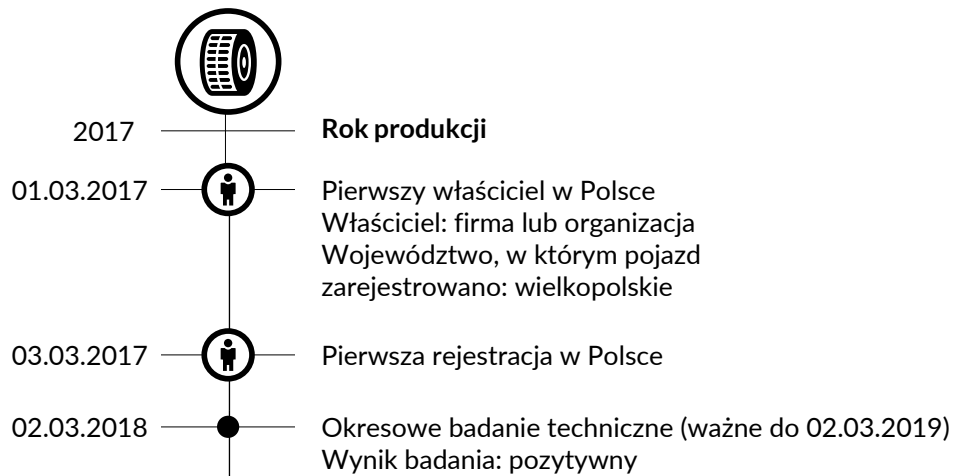 2017 Rok produkcji
01.03.2017 Pierwszy właściciel w Polsce
Właściciel: firma lub organizacja
Województwo, w którym pojazd
zarejestrowano: wielkopolskie
03.03.2017 Pierwsza rejestracja w Polsce
02.03.2018 Okresowe badanie techniczne (ważne do 02.03.2019)
Wynik badania: pozytywny